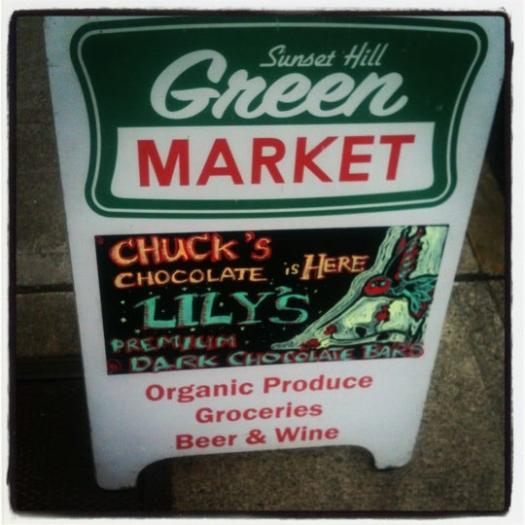 Sunset Hill
Green
MARKET
CHUCK'S
CHOCOLATE is HERE
LILY'S
PREMIUM
DARK CHOCOLATE BARS
Organic Produce
Groceries
Beer & Wine